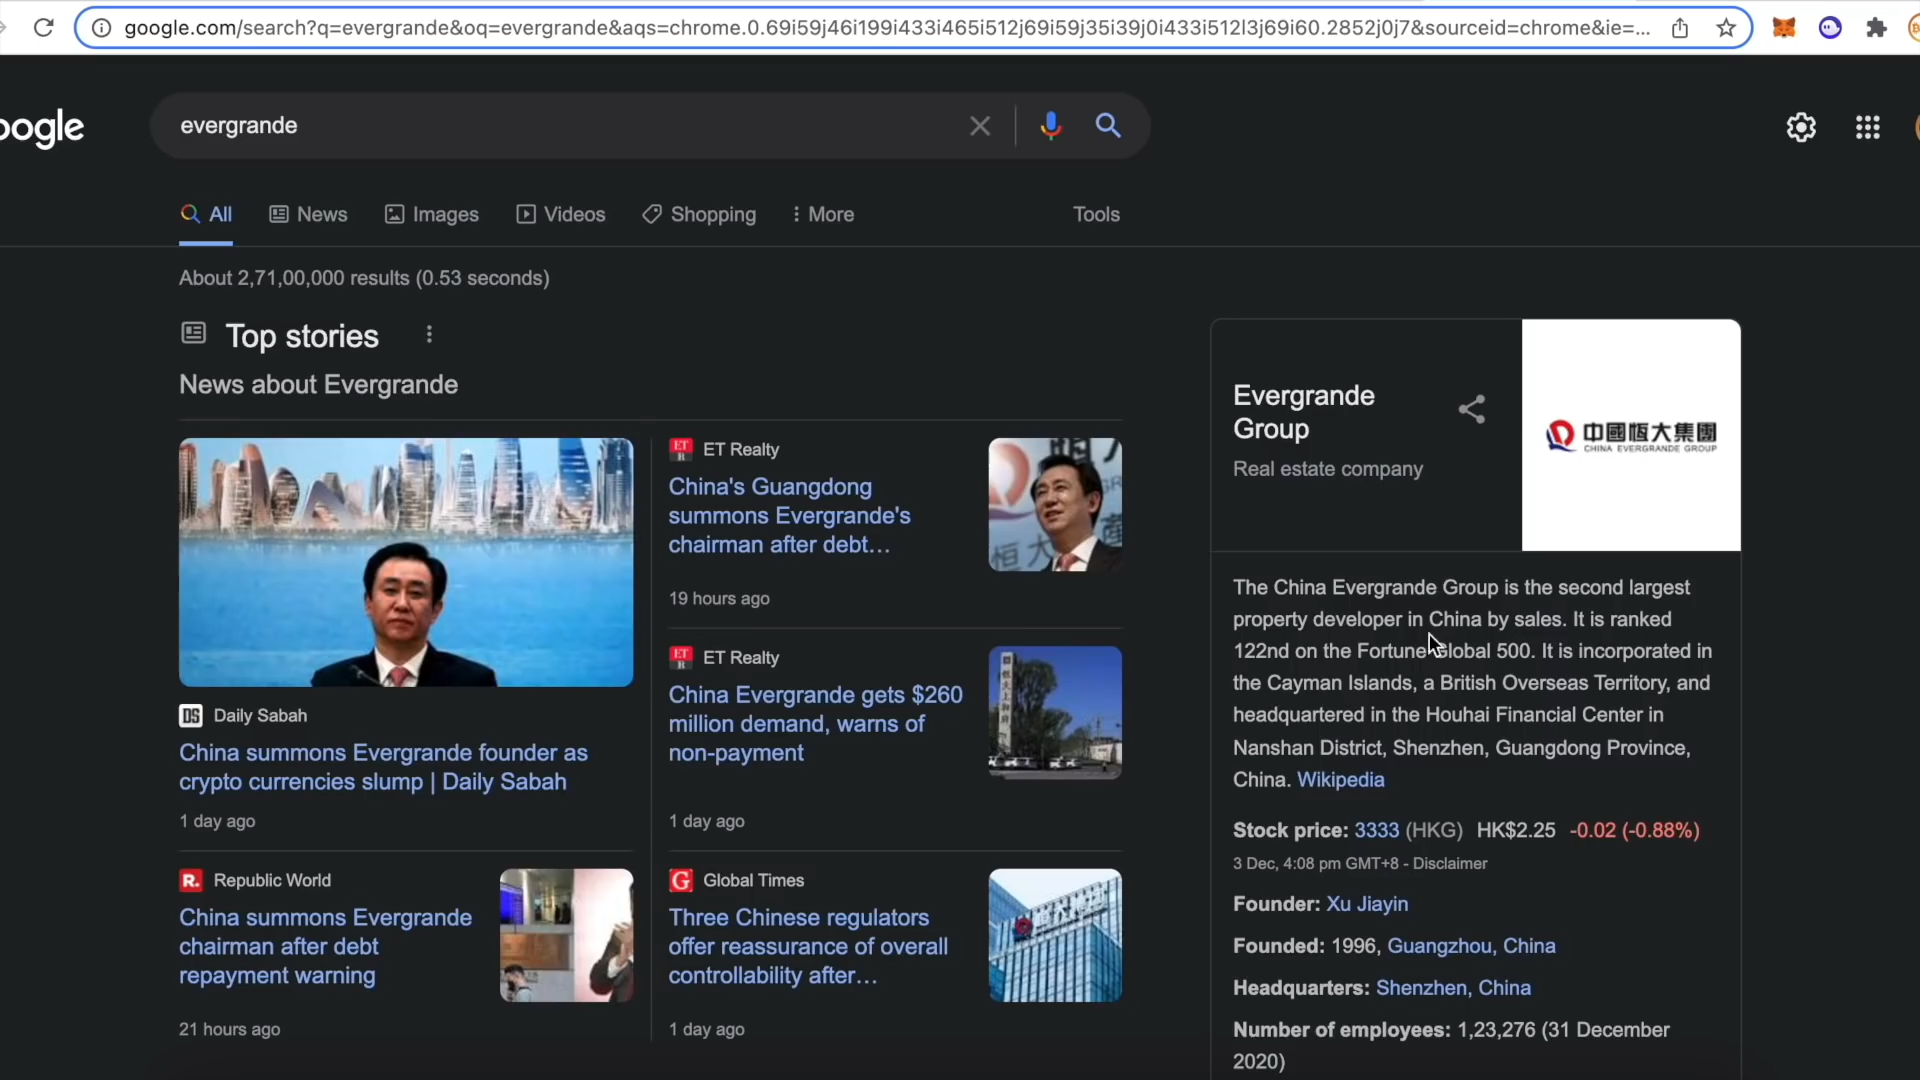 google.com/search?q=evergrande&oq=evergrande&aqs=chrome.0.69i59j46i199i433i465i512j69i59j35i39j0i433i512l3j69i60.2852j0j7&sourceid=chrome&ie=...
oogle
evergrande
All
News
Images
Videos
Shopping
More
Tools
About 2,71,00,000 results (0.53 seconds)
Top stories
News about Evergrande
Daily Sabah
China summons Evergrande founder as
crypto currencies slump | Daily Sabah
1 day ago
ET Realty
China's Guangdong
summons Evergrande's
chairman after debt...
19 hours ago
ET Realty
China Evergrande gets $260
million demand, warns of
non-payment
1 day ago
R. Republic World
China summons Evergrande
chairman after debt
repayment warning
21 hours ago
G Global Times
Three Chinese regulators
offer reassurance of overall
controllability after...
1 day ago
Evergrande
Group
Real estate company
中國恆大集團
CHINA EVERGRANDE GROUP
The China Evergrande Group is the second largest
property developer in China by sales. It is ranked
122nd on the Fortune Global 500. It is incorporated in
the Cayman Islands, a British Overseas Territory, and
headquartered in the Houhai Financial Center in
Nanshan District, Shenzhen, Guangdong Province,
China. Wikipedia
Stock price: 3333 (HKG) HK$2.25 -0.02 (-0.88%)
3 Dec, 4:08 pm GMT+8 - Disclaimer
Founder: Xu Jiayin
Founded: 1996, Guangzhou, China
Headquarters: Shenzhen, China
Number of employees: 1,23,276 (31 December
2020)